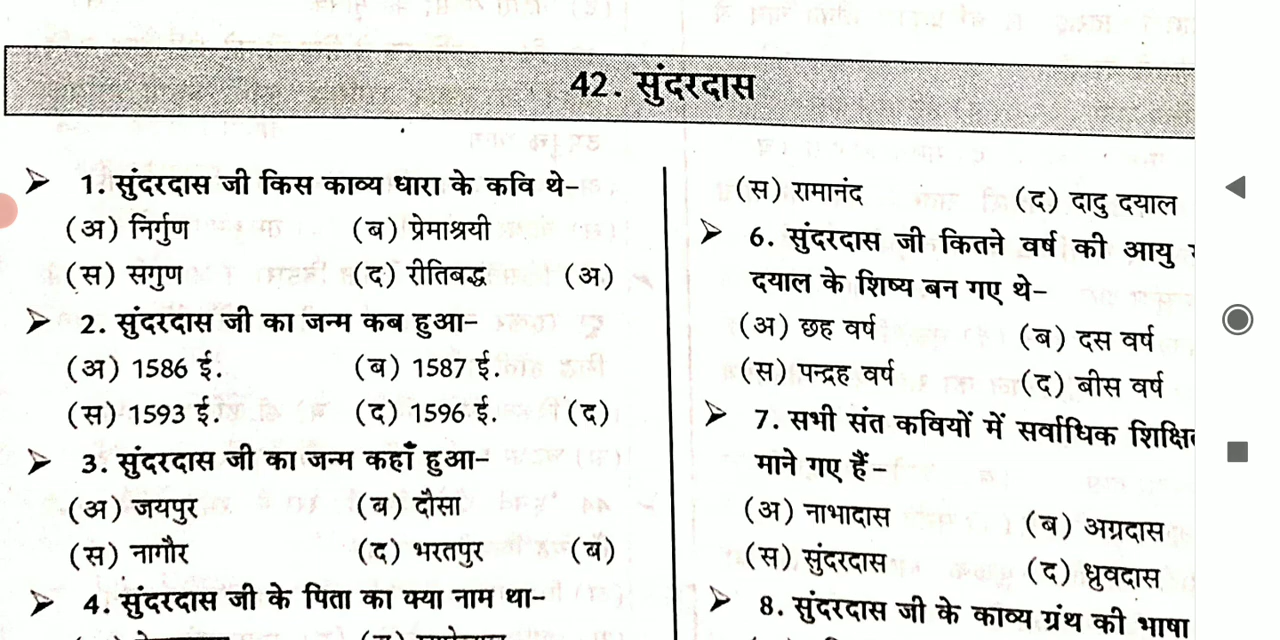 42. सुंदरदास
1. सुंदरदास जी किस काव्य धारा के कवि थे–
(अ) निर्गुण (ब) प्रेमाश्रयी
(स) सगुण (द) रीतिबद्ध (अ)
2. सुंदरदास जी का जन्म कब हुआ–
(अ) 1586 ई. (ब) 1587 ई.
(स) 1593 ई. (द) 1596 ई. (द)
3. सुंदरदास जी का जन्म कहाँ हुआ–
(अ) जयपुर (ब) दौसा
(स) नागौर (द) भरतपुर (ब)
4. सुंदरदास जी के पिता का क्या नाम था–
(स) रामानंद (द) दादु दयाल
6. सुंदरदास जी कितने वर्ष की आयु
दयाल के शिष्य बन गए थे–
(अ) छह वर्ष (ब) दस वर्ष
(स) पन्द्रह वर्ष (द) बीस वर्ष
7. सभी संत कवियों में सर्वाधिक
माने गए हैं–
(अ) नाभादास (ब) अग्रदास
(स) सुंदरदास (द) ध्रुवदास
8. सुंदरदास जी के काव्य ग्रंथ की भाषा